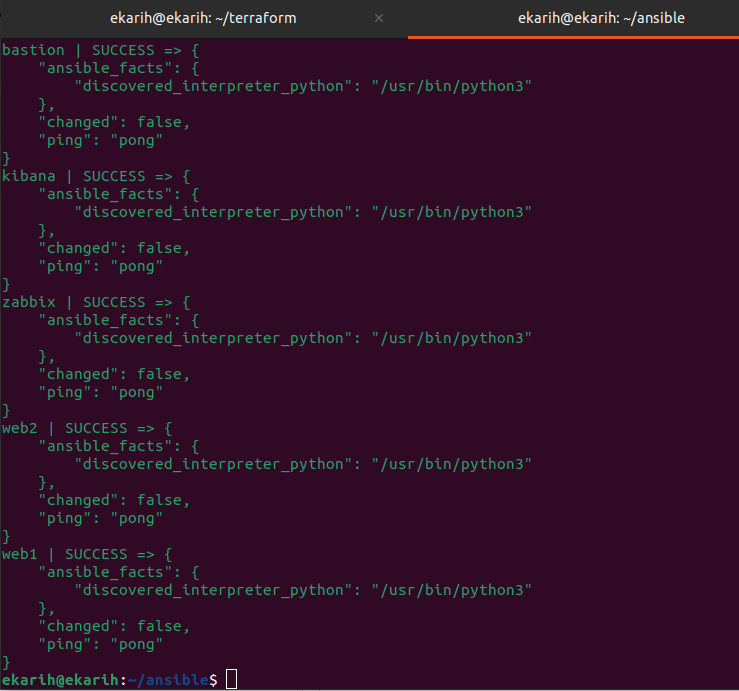 ekarih@ekarih: ~/terraform × ekarih@ekarih: ~/ansible
bastion | SUCCESS => {
    "ansible_facts": {
        "discovered_interpreter_python": "/usr/bin/python3"
    },
    "changed": false,
    "ping": "pong"
}
kibana | SUCCESS => {
    "ansible_facts": {
        "discovered_interpreter_python": "/usr/bin/python3"
    },
    "changed": false,
    "ping": "pong"
}
zabbix | SUCCESS => {
    "ansible_facts": {
        "discovered_interpreter_python": "/usr/bin/python3"
    },
    "changed": false,
    "ping": "pong"
}
web2 | SUCCESS => {
    "ansible_facts": {
        "discovered_interpreter_python": "/usr/bin/python3"
    },
    "changed": false,
    "ping": "pong"
}
web1 | SUCCESS => {
    "ansible_facts": {
        "discovered_interpreter_python": "/usr/bin/python3"
    },
    "changed": false,
    "ping": "pong"
}
ekarih@ekarih:~/ansible$